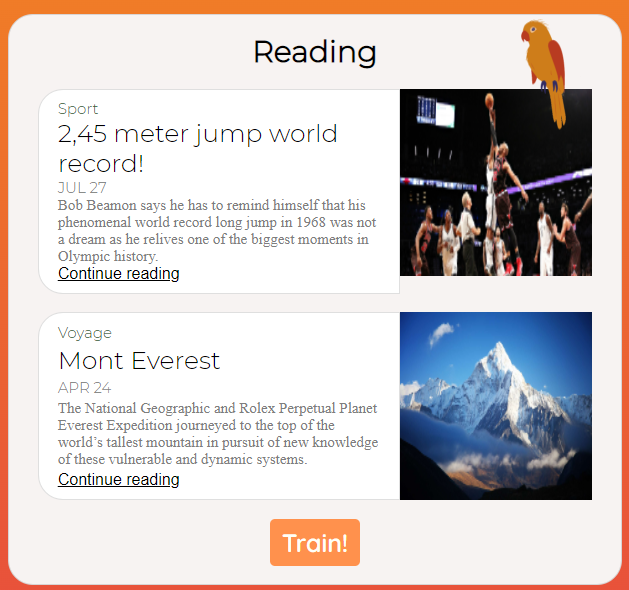 Reading
Sport
2,45 meter jump world
record!
JUL 27
Bob Beamon says he has to remind himself that his
phenomenal world record long jump in 1968 was not
a dream as he relives one of the biggest moments in
Olympic history.
Continue reading
Voyage
Mont Everest
APR 24
The National Geographic and Rolex Perpetual Planet
Everest Expedition journeyed to the top of the
world’s tallest mountain in pursuit of new knowledge
of these vulnerable and dynamic systems.
Continue reading
Train!